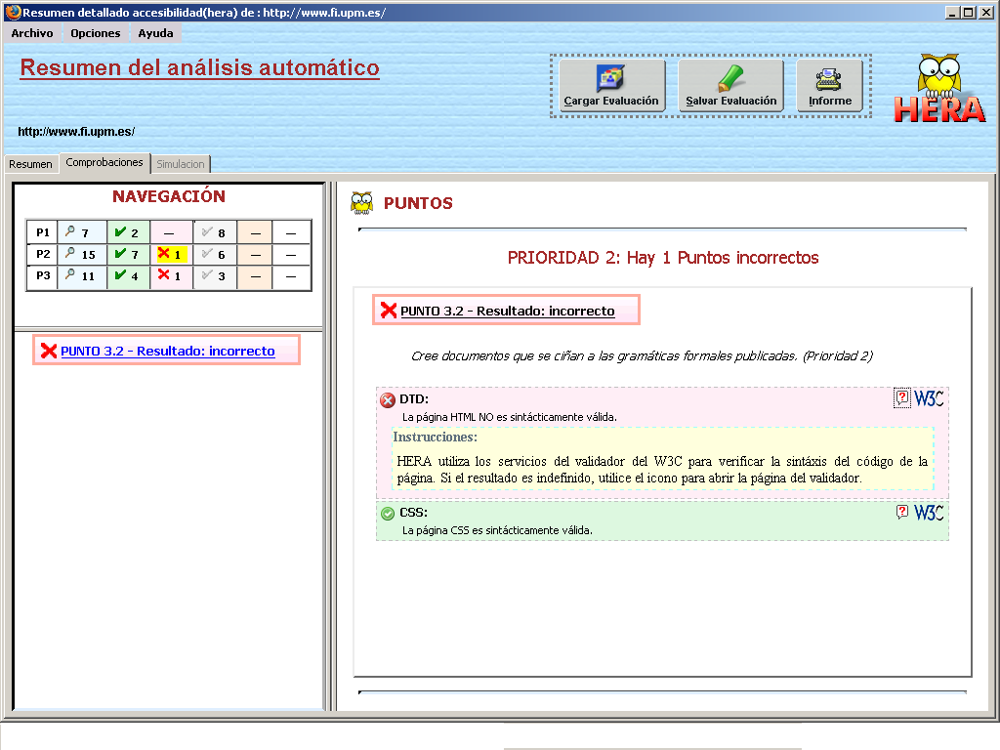 Resumen detallado accesibilidad(hera) de : http://www.fi.upm.es/
Archivo Opciones Ayuda
Resumen del análisis automático
Cargar Evaluación Salvar Evaluación Informe
HERA
http://www.fi.upm.es/
Resumen Comprobaciones Simulacion
NAVEGACIÓN
P1 7 2 — 8 — —
P2 15 7 1 6 — —
P3 11 4 1 3 — —
PUNTO 3.2 - Resultado: incorrecto
PUNTOS
PRIORIDAD 2: Hay 1 Puntos incorrectos
PUNTO 3.2 - Resultado: incorrecto
Cree documentos que se ciñan a las gramáticas formales publicadas. (Prioridad 2)
DTD: ? W3C
La página HTML NO es sintácticamente válida.
Instrucciones:
HERA utiliza los servicios del validador del W3C para verificar la sintáxis del código de la
página. Si el resultado es indefinido, utilice el icono para abrir la página del validador.
CSS: ? W3C
La página CSS es sintácticamente válida.